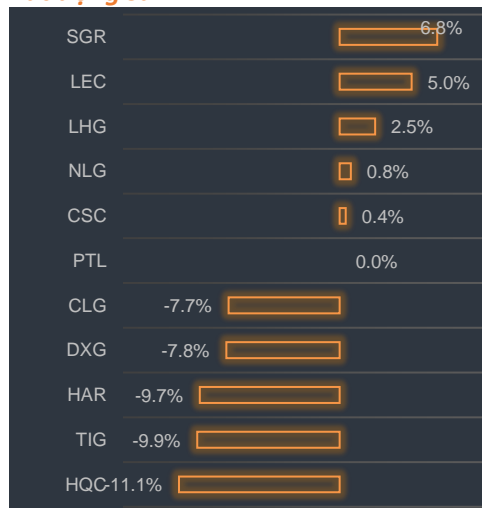 SGR 6.8%
LEC 5.0%
LHG 2.5%
NLG 0.8%
CSC 0.4%
PTL 0.0%
CLG -7.7%
DXG -7.8%
HAR -9.7%
TIG -9.9%
HQC -11.1%